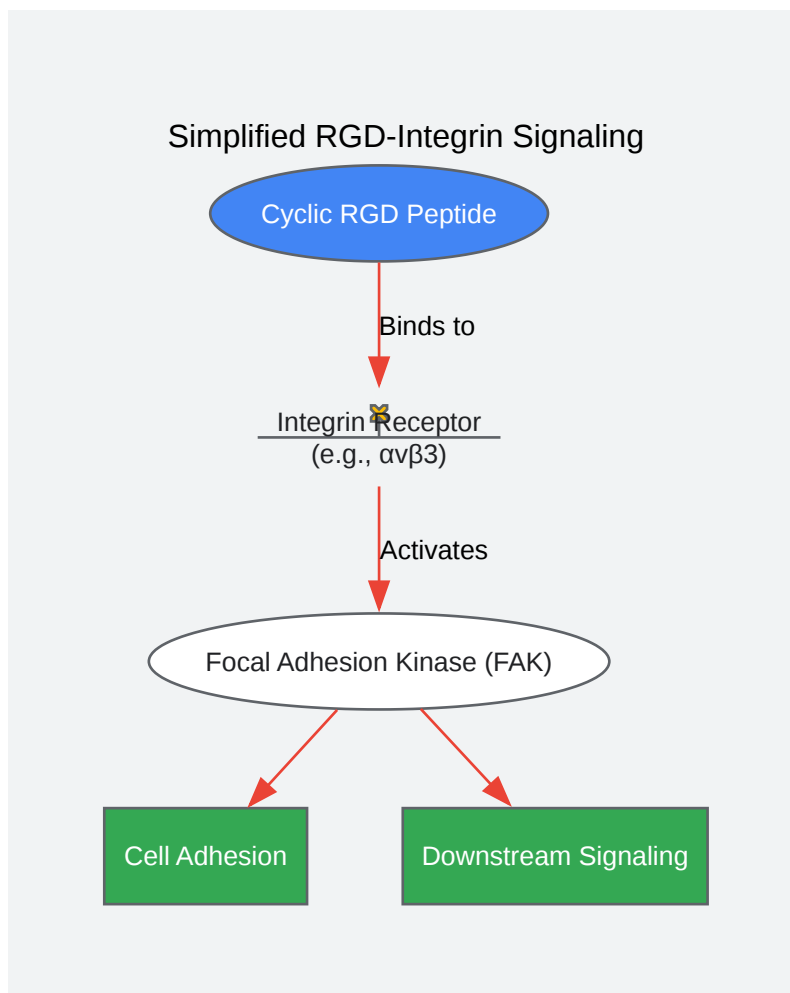 Simplified RGD-Integrin Signaling
Cyclic RGD Peptide
Binds to
Integrin Receptor
(e.g., αvβ3)
Activates
Focal Adhesion Kinase (FAK)
Cell Adhesion
Downstream Signaling